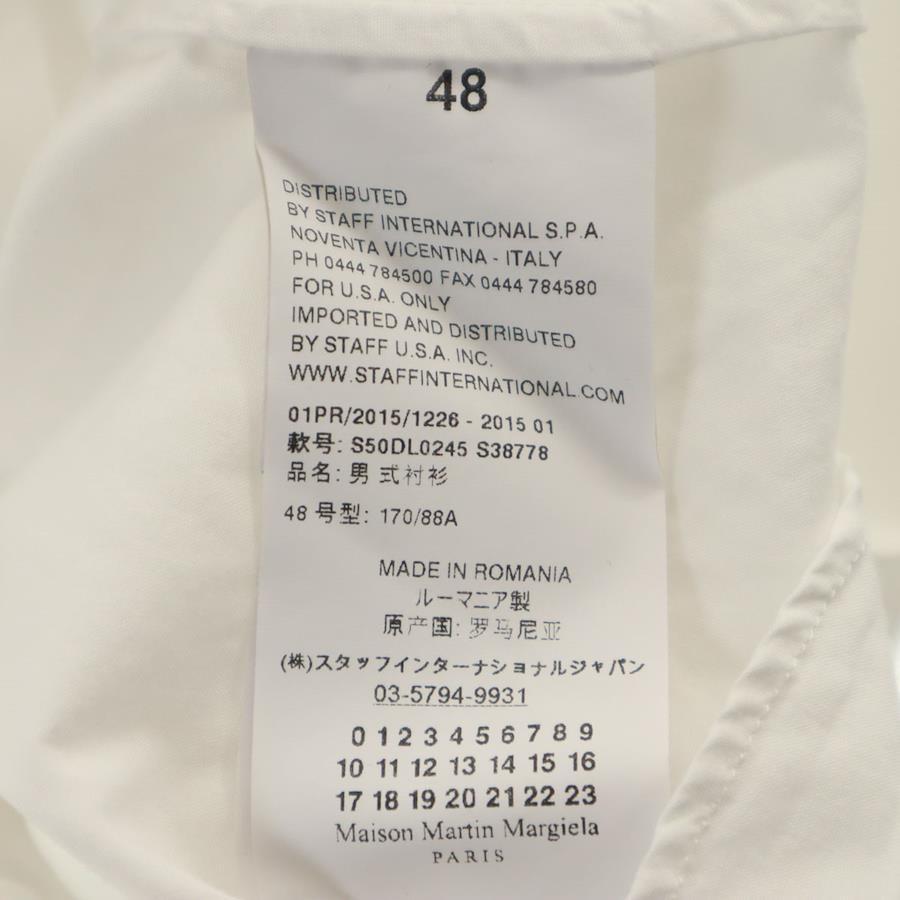 48
DISTRIBUTED
BY STAFF INTERNATIONAL S.P.A.
NOVENTA VICENTINA - ITALY
PH 0444 784500 FAX 0444 784580
FOR U.S.A. ONLY
IMPORTED AND DISTRIBUTED
BY STAFF U.S.A. INC.
WWW.STAFFINTERNATIONAL.COM
01PR/2015/1226 - 2015 01
款号: S50DL0245 S38778
品名: 男 式衬衫
48 号型: 170/88A
MADE IN ROMANIA
ルーマニア製
原产国: 罗马尼亚
(株)スタッフインターナショナルジャパン
03-5794-9931
0 1 2 3 4 5 6 7 8 9
10 11 12 13 14 15 16
17 18 19 20 21 22 23
Maison Martin Margiela
PARIS